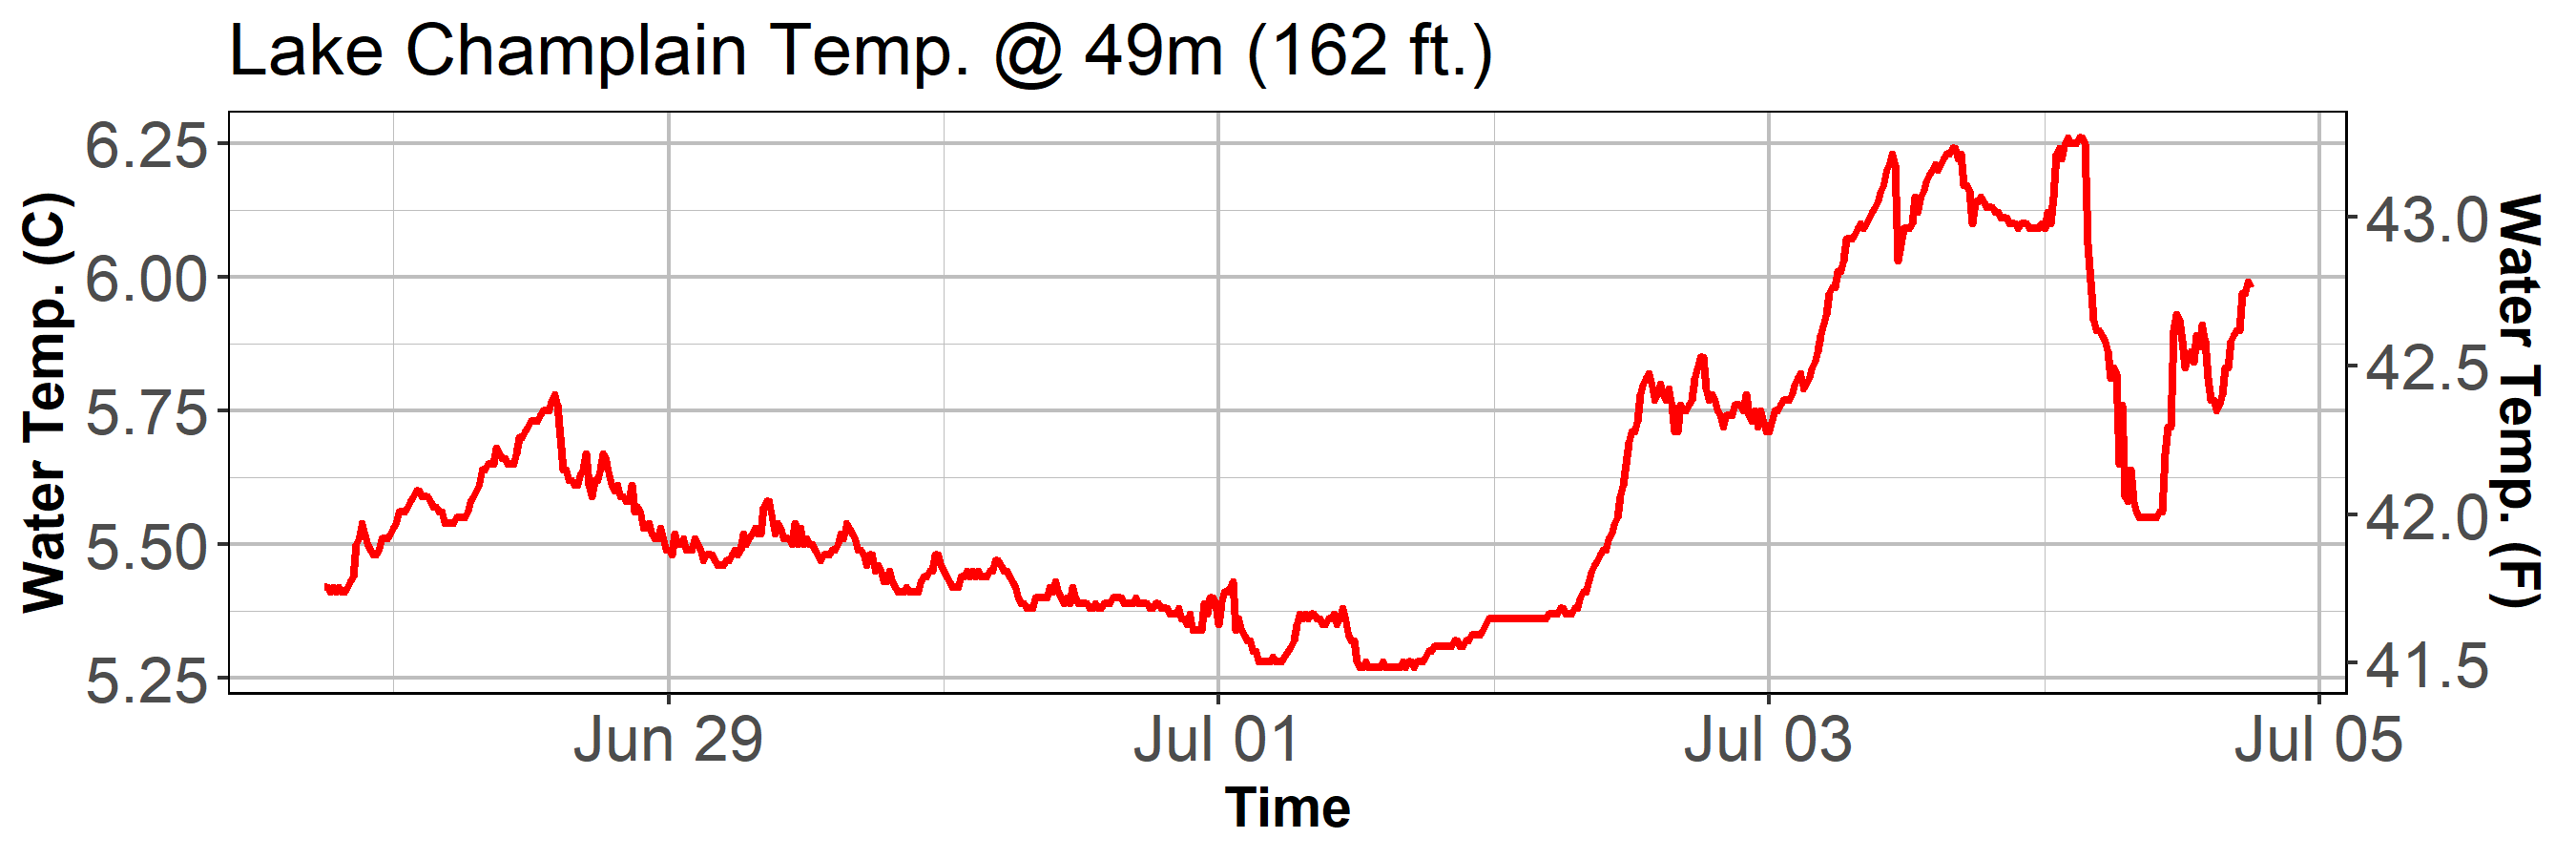 Lake Champlain Temp. @ 49m (162 ft.)
Water Temp. (C)
6.25
6.00
5.75
5.50
5.25
43.0
42.5
42.0
41.5
Water Temp. (F)
Jun 29
Jul 01
Jul 03
Jul 05
Time